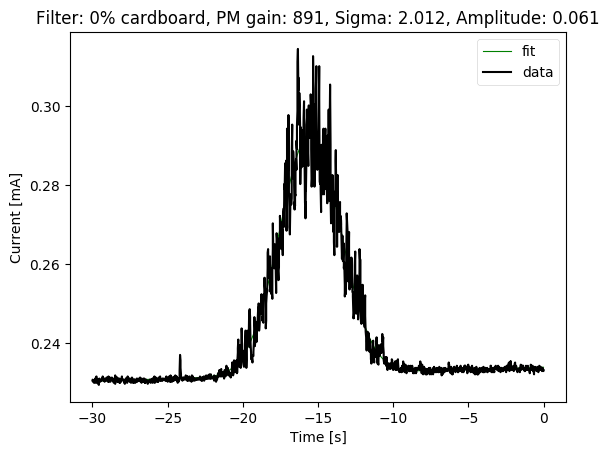 Filter: 0% cardboard, PM gain: 891, Sigma: 2.012, Amplitude: 0.061
fit
data
0.30
0.28
0.26
0.24
Current [mA]
−30
−25
−20
−15
−10
−5
0
Time [s]